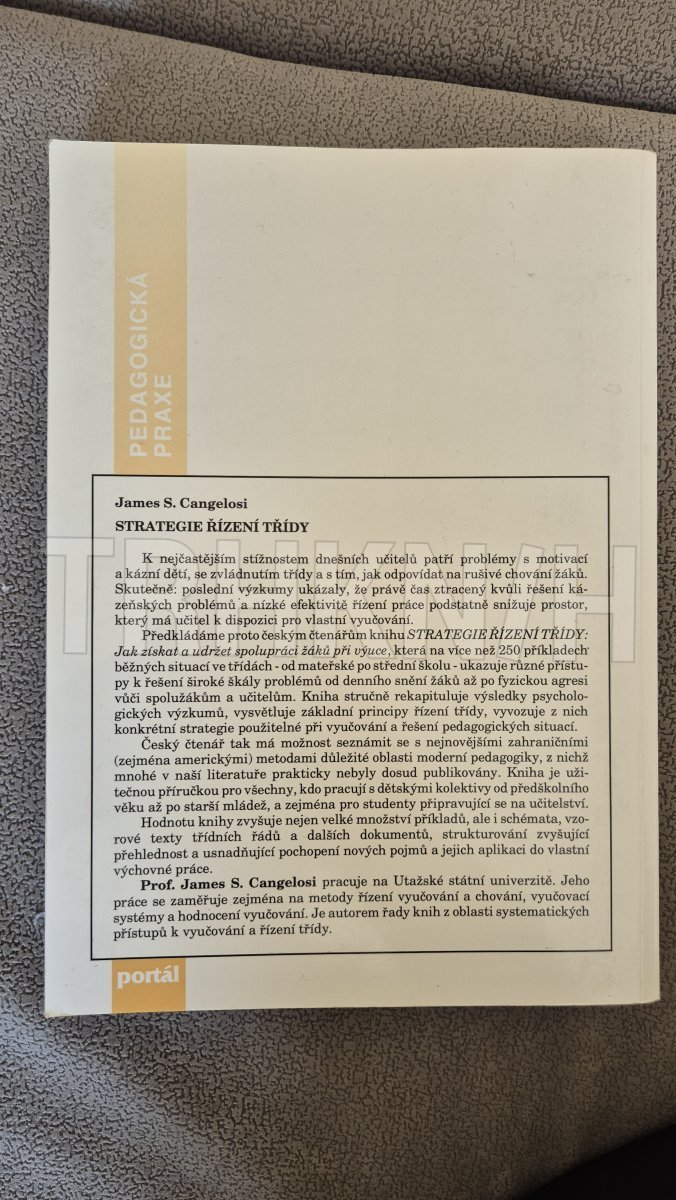 PEDAGOGICKÁ
PRAXE
James S. Cangelosi
STRATEGIE ŘÍZENÍ TŘÍDY
K nejčastějším stížnostem dnešních učitelů patří problémy s motivací
a kázní dětí, se zvládnutím třídy a s tím, jak odpovídat na rušivé chování žáků.
Skutečně: poslední výzkumy ukázaly, že právě čas ztracený kvůli řešení ká-
zeňských problémů a nízké efektivitě řízení práce podstatně snižuje prostor,
který má učitel k dispozici pro vlastní vyučování.
Předkládáme proto českým čtenářům knihu STRATEGIE ŘÍZENÍ TŘÍDY:
Jak získat a udržet spolupráci žáků při výuce, která na více než 250 příkladech
běžných situací ve třídách - od mateřské po střední školu - ukazuje různé přístu-
py k řešení široké škály problémů od denního snění žáků až po fyzickou agresi
vůči spolužákům a učitelům. Kniha stručně rekapituluje výsledky psycholo-
gických výzkumů, vysvětluje základní principy řízení třídy, vyvozuje z nich
konkrétní strategie použitelné při vyučování a řešení pedagogických situací.
Český čtenář tak má možnost seznámit se s nejnovějšími zahraničními
(zejména americkými) metodami důležité oblasti moderní pedagogiky, z nichž
mnohé v naší literatuře prakticky nebyly dosud publikovány. Kniha je uži-
tečnou příručkou pro všechny, kdo pracují s dětskými kolektivy od předškolního
věku až po starší mládež, a zejména pro studenty připravující se na učitelství.
Hodnotu knihy zvyšuje nejen velké množství příkladů, ale i schémata, vzo-
rové texty třídních řádů a dalších dokumentů, strukturování zvyšující
přehlednost a usnadňující pochopení nových pojmů a jejich aplikaci do vlastní
výchovné práce.
Prof. James S. Cangelosi pracuje na Utažské státní univerzitě. Jeho
práce se zaměřuje zejména na metody řízení vyučování a chování, vyučovací
systémy a hodnocení vyučování. Je autorem řady knih z oblasti systematických
přístupů k vyučování a řízení třídy.
portál